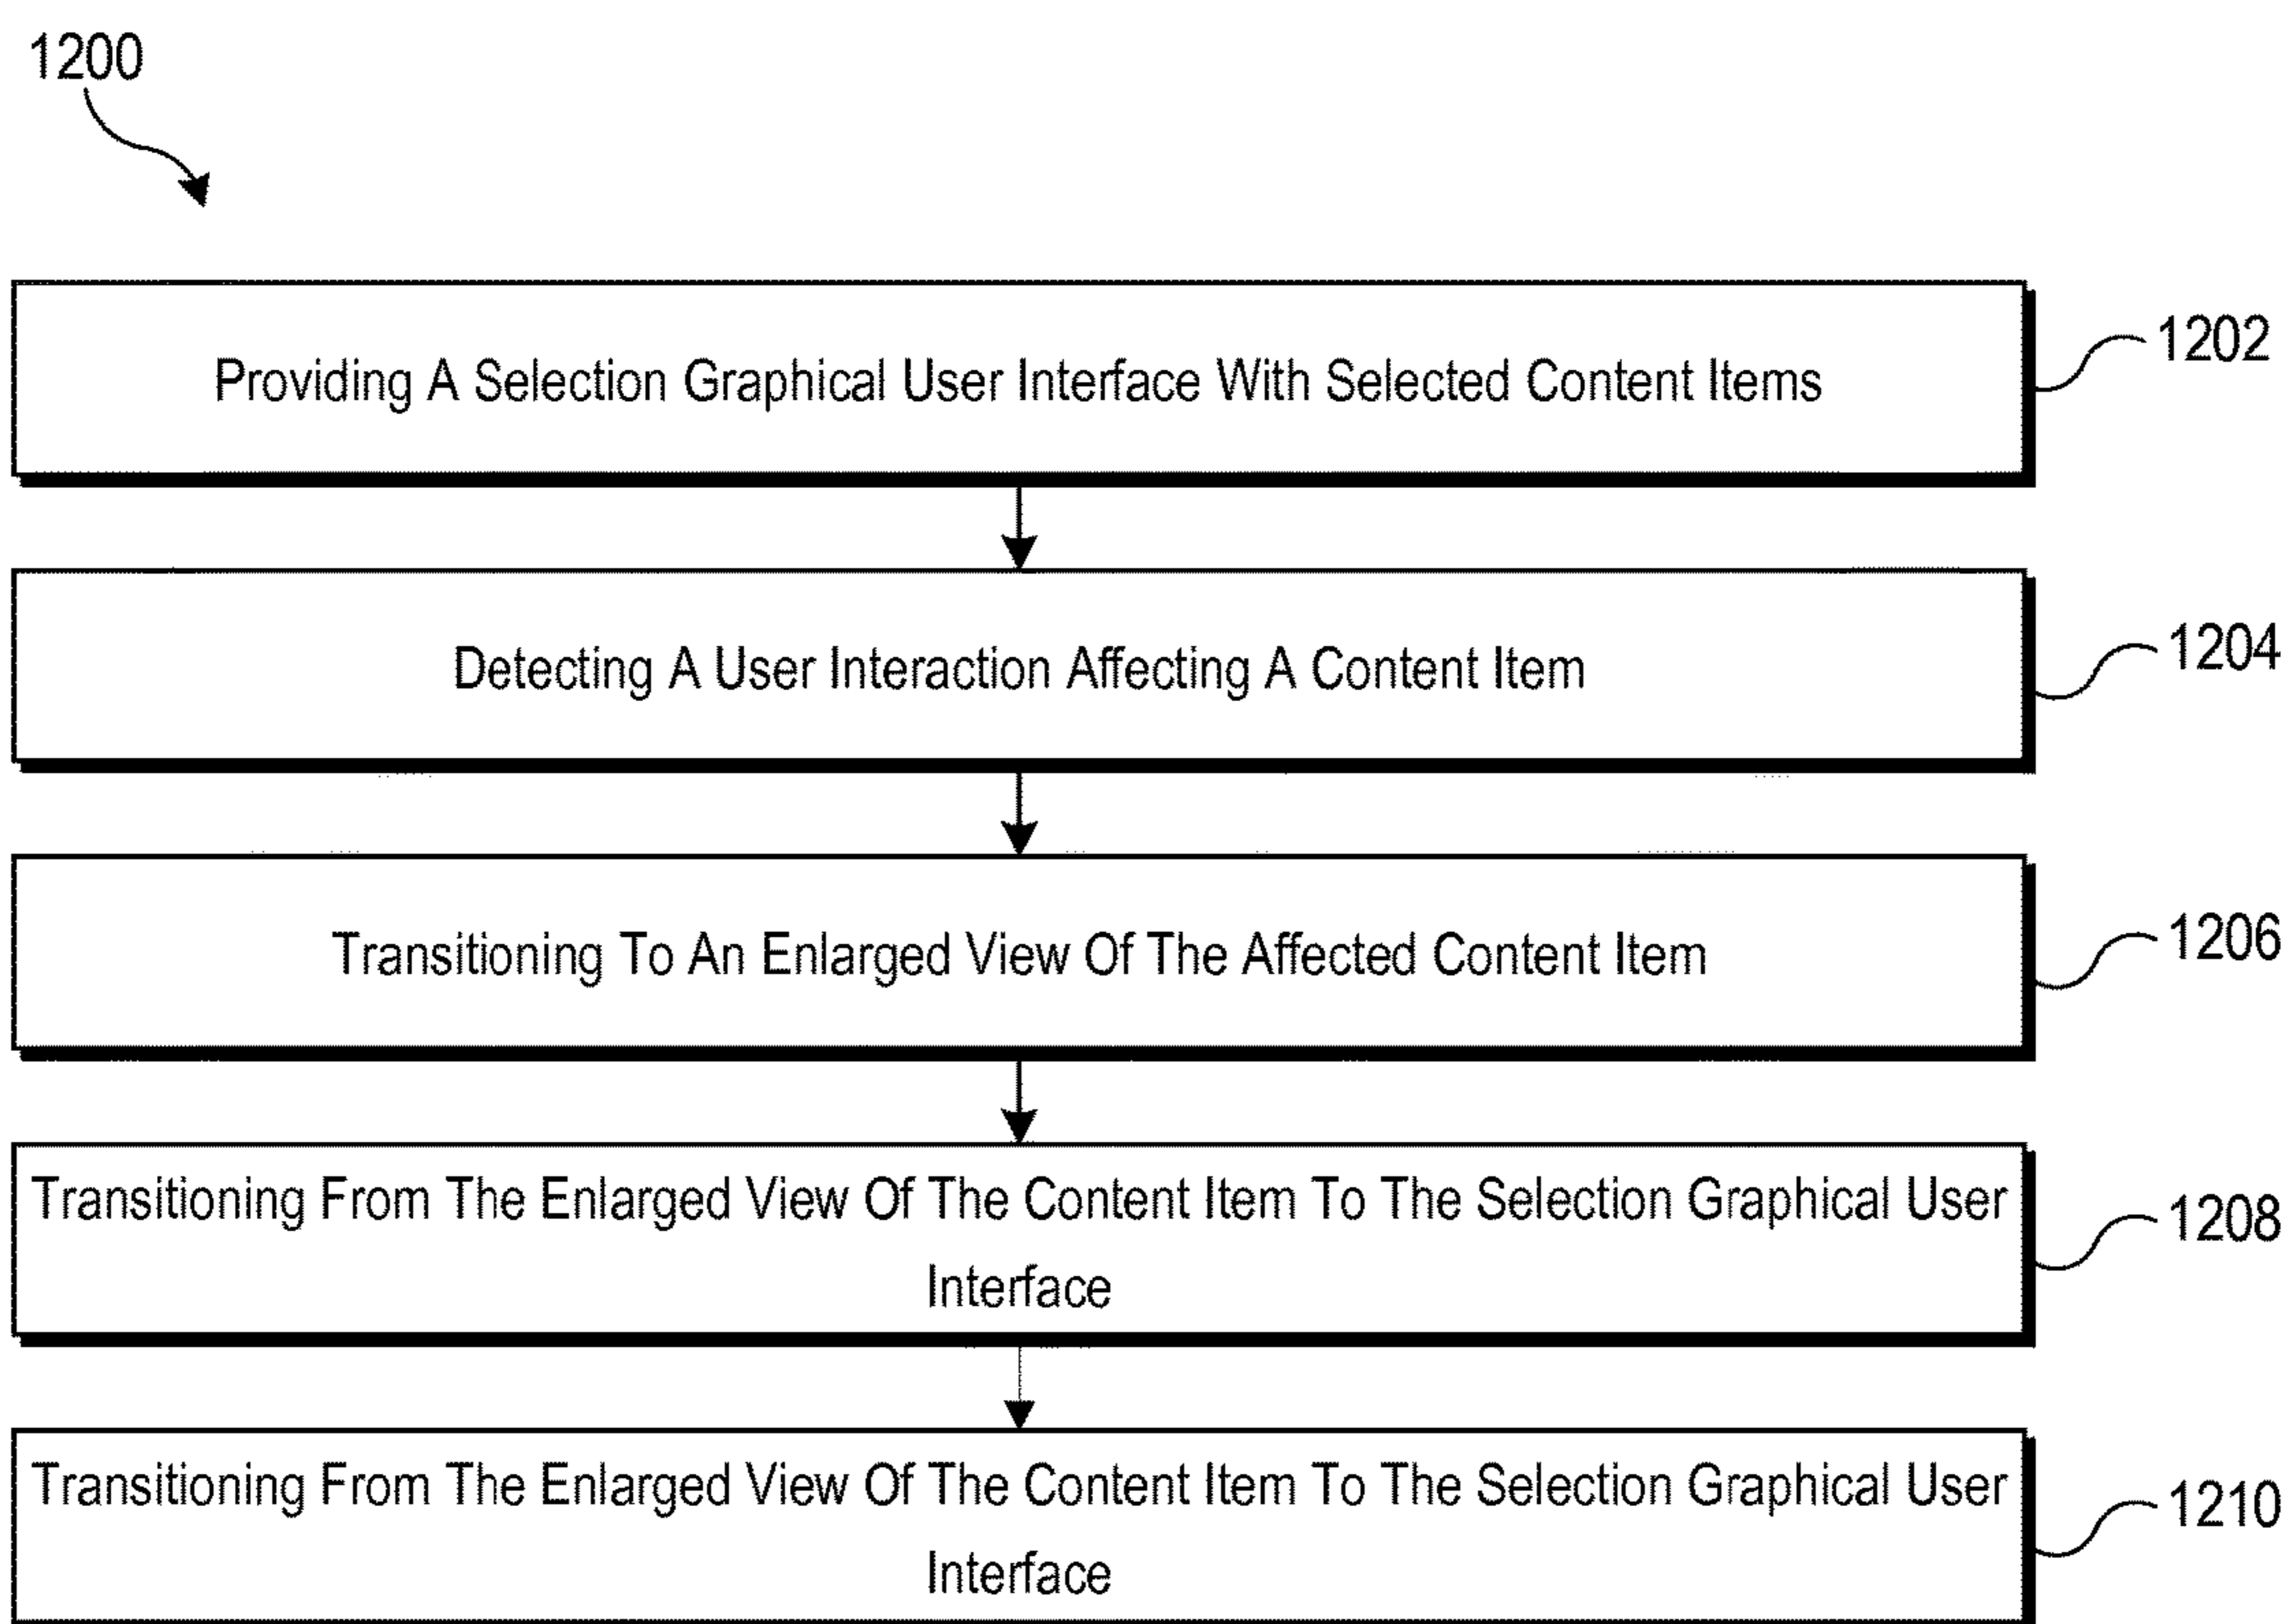 1200
Providing A Selection Graphical User Interface With Selected Content Items
1202
Detecting A User Interaction Affecting A Content Item
1204
Transitioning To An Enlarged View Of The Affected Content Item
1206
Transitioning From The Enlarged View Of The Content Item To The Selection Graphical User
Interface
1208
Transitioning From The Enlarged View Of The Content Item To The Selection Graphical User
Interface
1210